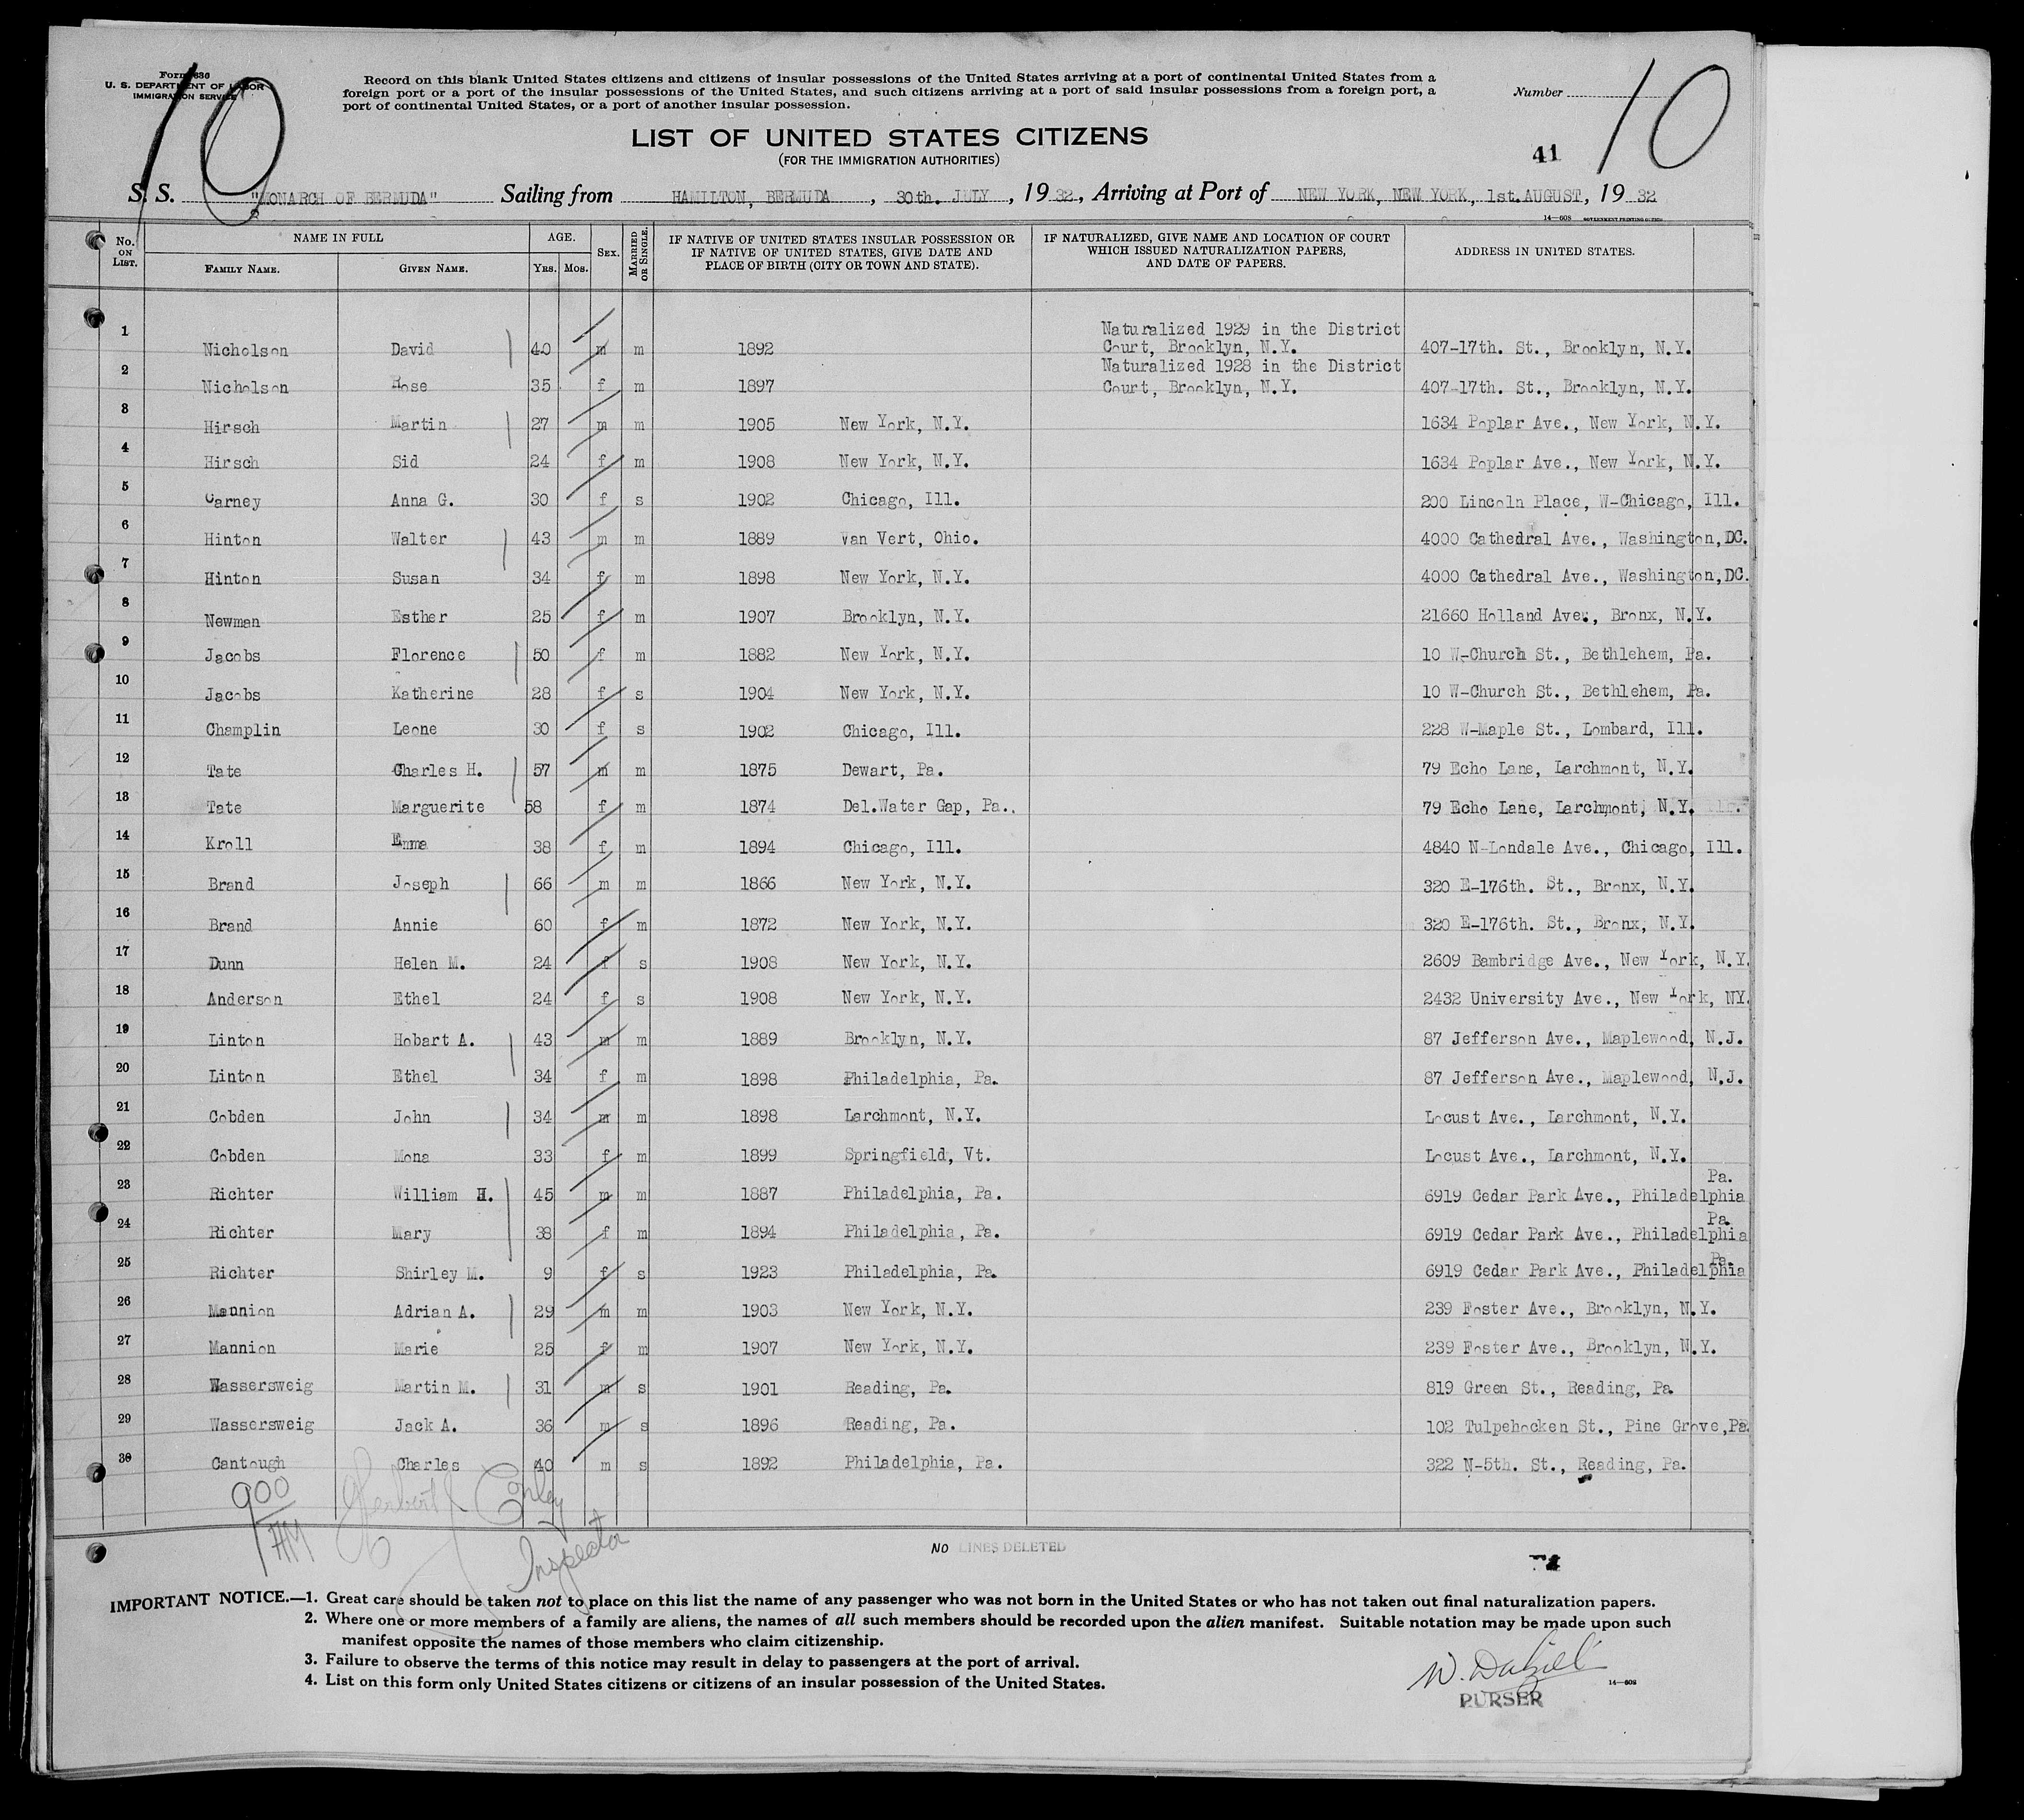 10
Form 636
U. S. DEPARTMENT OF LABOR
IMMIGRATION SERVICE
Record on this blank United States citizens and citizens of insular possessions of the United States arriving at a port of continental United States from a
foreign port or a port of the insular possessions of the United States, and such citizens arriving at a port of said insular possessions from a foreign port, a
port of continental United States, or a port of another insular possession.
Number 10
LIST OF UNITED STATES CITIZENS
(FOR THE IMMIGRATION AUTHORITIES)
41
S. S. "MONARCH OF BERMUDA" Sailing from HAMILTON, BERMUDA, 30th. JULY, 1932, Arriving at Port of NEW YORK, NEW YORK, 1st. AUGUST, 1932
14—608 GOVERNMENT PRINTING OFFICE
No. ON LIST. NAME IN FULL FAMILY NAME. GIVEN NAME. AGE. YRS. MOS. SEX. MARRIED OR SINGLE. IF NATIVE OF UNITED STATES INSULAR POSSESSION OR IF NATIVE OF UNITED STATES, GIVE DATE AND PLACE OF BIRTH (CITY OR TOWN AND STATE). IF NATURALIZED, GIVE NAME AND LOCATION OF COURT WHICH ISSUED NATURALIZATION PAPERS, AND DATE OF PAPERS. ADDRESS IN UNITED STATES.
1 Nicholson David 40 m m 1892 Naturalized 1929 in the District Court, Brooklyn, N.Y. 407-17th. St., Brooklyn, N.Y.
2 Nicholson Rose 35 f m 1897 Naturalized 1928 in the District Court, Brooklyn, N.Y. 407-17th. St., Brooklyn, N.Y.
3 Hirsch Martin 27 m m 1905 New York, N.Y. 1634 Poplar Ave., New York, N.Y.
4 Hirsch Sid 24 f m 1908 New York, N.Y. 1634 Poplar Ave., New York, N.Y.
5 Carney Anna G. 30 f s 1902 Chicago, Ill. 200 Lincoln Place, W-Chicago, Ill.
6 Hinton Walter 43 m m 1889 Van Vert, Ohio. 4000 Cathedral Ave., Washington,DC.
7 Hinton Susan 34 f m 1898 New York, N.Y. 4000 Cathedral Ave., Washington,DC.
8 Newman Esther 25 f m 1907 Brooklyn, N.Y. 21660 Holland Ave., Bronx, N.Y.
9 Jacobs Florence 50 f m 1882 New York, N.Y. 10 W-Church St., Bethlehem, Pa.
10 Jacobs Katherine 28 f s 1904 New York, N.Y. 10 W-Church St., Bethlehem, Pa.
11 Champlin Leone 30 f s 1902 Chicago, Ill. 228 W-Maple St., Lombard, Ill.
12 Tate Charles H. 57 m m 1875 Dewart, Pa. 79 Echo Lane, Larchmont, N.Y.
13 Tate Marguerite 58 f m 1874 Del.Water Gap, Pa.. 79 Echo Lane, Larchmont, N.Y.
14 Kroll Emma 38 f m 1894 Chicago, Ill. 4840 N-Londale Ave., Chicago, Ill.
15 Brand Joseph 66 m m 1866 New York, N.Y. 320 E-176th. St., Bronx, N.Y.
16 Brand Annie 60 f m 1872 New York, N.Y. 320 E-176th. St., Bronx, N.Y.
17 Dunn Helen M. 24 f s 1908 New York, N.Y. 2609 Bambridge Ave., New York, N.Y.
18 Anderson Ethel 24 f s 1908 New York, N.Y. 2432 University Ave., New York, NY.
19 Linton Hobart A. 43 m m 1889 Brooklyn, N.Y. 87 Jefferson Ave., Maplewood, N.J.
20 Linton Ethel 34 f m 1898 Philadelphia, Pa. 87 Jefferson Ave., Maplewood, N.J.
21 Cobden John 34 m m 1898 Larchmont, N.Y. Locust Ave., Larchmont, N.Y.
22 Cobden Mona 33 f m 1899 Springfield, Vt. Locust Ave., Larchmont, N.Y.
23 Richter William H. 45 m m 1887 Philadelphia, Pa. 6919 Cedar Park Ave., Philadelphia Pa.
24 Richter Mary 38 f m 1894 Philadelphia, Pa. 6919 Cedar Park Ave., Philadelphia Pa.
25 Richter Shirley M. 9 f s 1923 Philadelphia, Pa. 6919 Cedar Park Ave., Philadelphia Pa.
26 Mannion Adrian A. 29 m m 1903 New York, N.Y. 239 Foster Ave., Brooklyn, N.Y.
27 Mannion Marie 25 f m 1907 New York, N.Y. 239 Foster Ave., Brooklyn, N.Y.
28 Wassersweig Martin M. 31 m s 1901 Reading, Pa. 819 Green St., Reading, Pa.
29 Wassersweig Jack A. 36 m s 1896 Reading, Pa. 102 Tulpehocken St., Pine Grove,Pa.
30 Cantough Charles 40 m s 1892 Philadelphia, Pa. 322 N-5th. St., Reading, Pa.
900 AM Herbert J. Conley
Inspector
NO LINES DELETED
IMPORTANT NOTICE.—1. Great care should be taken not to place on this list the name of any passenger who was not born in the United States or who has not taken out final naturalization papers.
2. Where one or more members of a family are aliens, the names of all such members should be recorded upon the alien manifest. Suitable notation may be made upon such
manifest opposite the names of those members who claim citizenship.
3. Failure to observe the terms of this notice may result in delay to passengers at the port of arrival.
4. List on this form only United States citizens or citizens of an insular possession of the United States.
W. Dalziel
PURSER
14—608